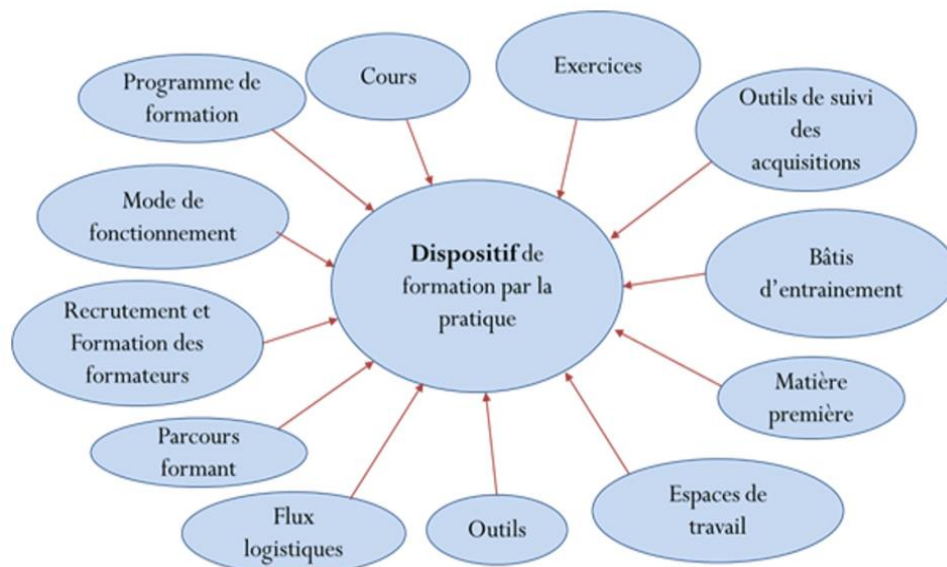 Programme de
formation
Cours
Exercices
Outils de suivi
des
acquisitions
Mode de
fonctionnement
Dispositif de
formation par la
pratique
Bâtis
d'entrainement
Recrutement et
Formation des
formateurs
Matière
première
Parcours
formant
Flux
logistiques
Outils
Espaces de
travail